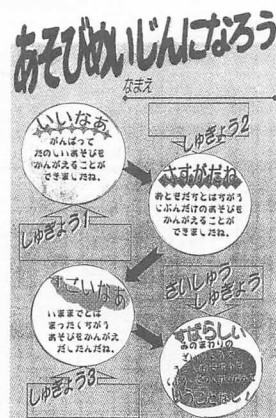 あそびめいじんになろう
なまえ
いいなあ
がんばって
たのしいあそびを
かんがえることが
できましたね。
しゅぎょう1
しゅぎょう2
さすがだね
おともだちとはちがう
じぶんだけのあそびを
かんがえることが
できましたね。
すごいなあ
いままでとは
まったくちがう
あそびをかんがえ
だしたんだね。
しゅぎょう3
さいしゅう
しゅぎょう
すばらしい